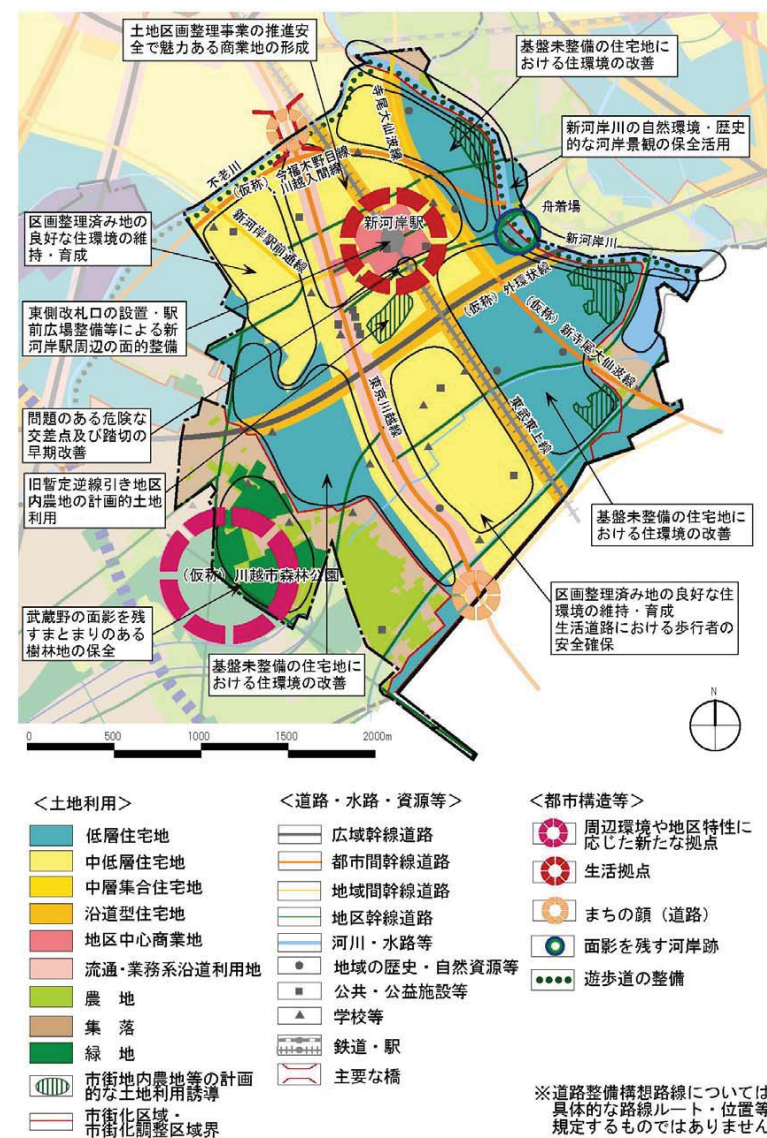 土地区画整理事業の推進
安全で魅力ある商業地の形成
基盤未整備の住宅地に
おける住環境の改善
新河岸川の自然環境・歴史
的な河岸景観の保全活用
寺尾大仙波線
不老川
(仮称)今福木野目線
川越入間線
新河岸駅前通線
新河岸駅
舟着場
新河岸川
区画整理済み地の
良好な住環境の維
持・育成
(仮称)外環状線
(仮称)新寺尾大仙波線
東側改札口の設置・駅
前広場整備等による新
河岸駅周辺の面的整備
東京川越線
東武東上線
問題のある危険な
交差点及び踏切の
早期改善
旧暫定逆線引き地区
内農地の計画的土地
利用
基盤未整備の住宅地に
おける住環境の改善
(仮称)川越市森林公園
区画整理済み地の良好な住
環境の維持・育成
生活道路における歩行者の
安全確保
武蔵野の面影を残
すまとまりのある
樹林地の保全
基盤未整備の住宅地に
おける住環境の改善
N
0 500 1000 1500 2000m
<土地利用>
低層住宅地
中低層住宅地
中層集合住宅地
沿道型住宅地
地区中心商業地
流通・業務系沿道利用地
農 地
集 落
緑 地
市街地内農地等の計画
的な土地利用誘導
市街化区域・
市街化調整区域界
<道路・水路・資源等>
広域幹線道路
都市間幹線道路
地域間幹線道路
地区幹線道路
河川・水路等
地域の歴史・自然資源等
公共・公益施設等
学校等
鉄道・駅
主要な橋
<都市構造等>
周辺環境や地区特性に
応じた新たな拠点
生活拠点
まちの顔(道路)
面影を残す河岸跡
遊歩道の整備
※道路整備構想路線については
具体的な路線ルート・位置等
規定するものではありません